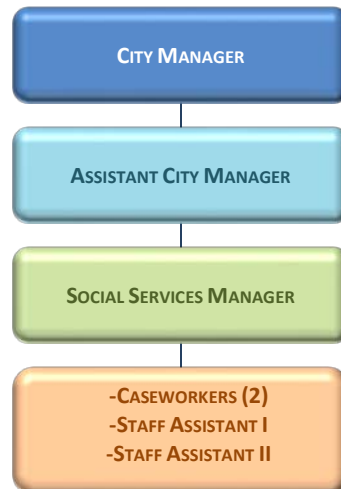 CITY MANAGER
ASSISTANT CITY MANAGER
SOCIAL SERVICES MANAGER
-CASEWORKERS (2)
-STAFF ASSISTANT I
-STAFF ASSISTANT II